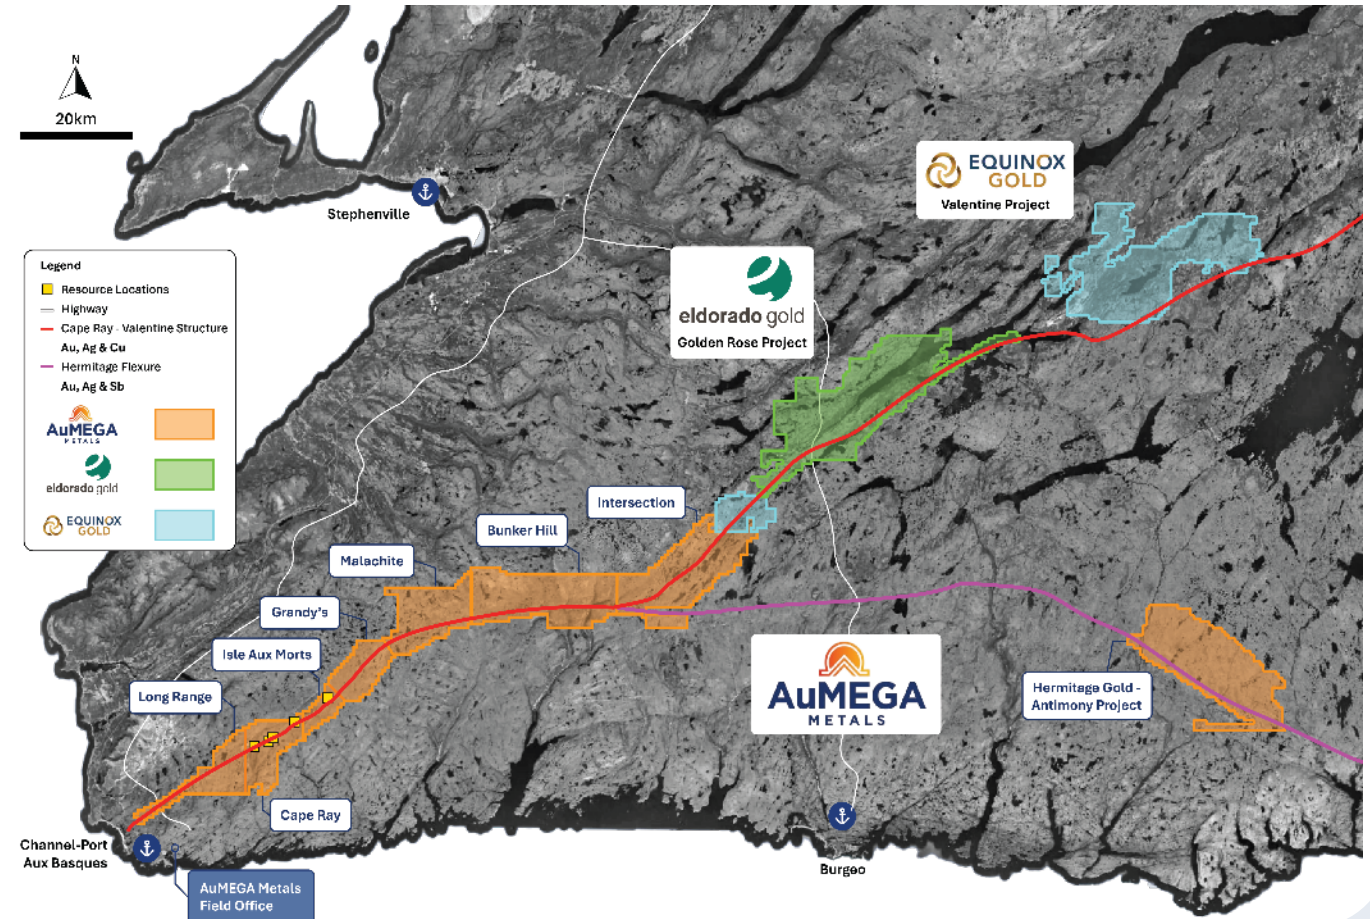 N
20km
EQUINOX
GOLD
Valentine Project
Stephenville
eldorado gold
Golden Rose Project
Legend
Resource Locations
Highway
Cape Ray - Valentine Structure
Au, Ag & Cu
Hermitage Flexure
Au, Ag & Sb
AuMEGA
METALS
eldorado gold
EQUINOX
GOLD
Intersection
Bunker Hill
Malachite
Grandy's
Isle Aux Morts
Long Range
AuMEGA
METALS
Hermitage Gold -
Antimony Project
Cape Ray
Channel-Port
Aux Basques
Burgeo
AuMEGA Metals
Field Office